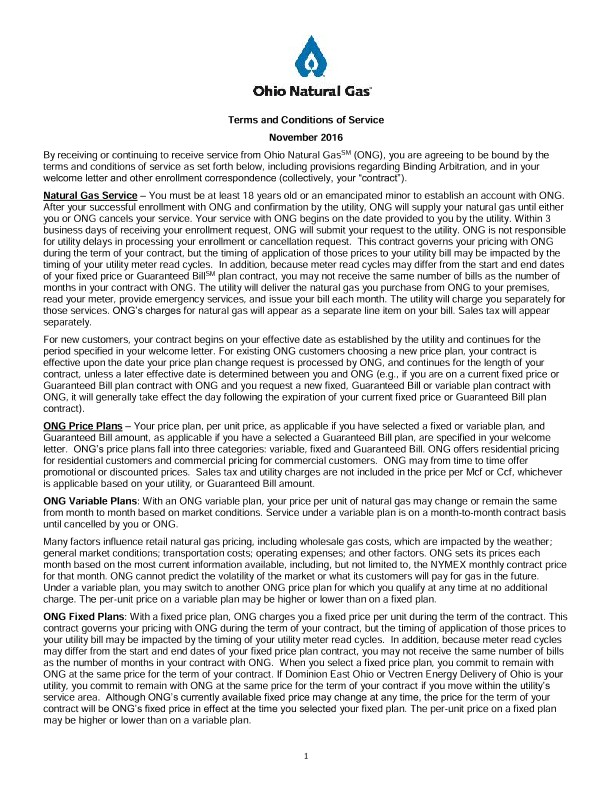 Ohio Natural Gas℠
Terms and Conditions of Service
November 2016
By receiving or continuing to receive service from Ohio Natural Gas℠ (ONG), you are agreeing to be bound by the
terms and conditions of service as set forth below, including provisions regarding Binding Arbitration, and in your
welcome letter and other enrollment correspondence (collectively, your “contract”).
Natural Gas Service – You must be at least 18 years old or an emancipated minor to establish an account with ONG.
After your successful enrollment with ONG and confirmation by the utility, ONG will supply your natural gas until either
you or ONG cancels your service. Your service with ONG begins on the date provided to you by the utility. Within 3
business days of receiving your enrollment request, ONG will submit your request to the utility. ONG is not responsible
for utility delays in processing your enrollment or cancellation request. This contract governs your pricing with ONG
during the term of your contract, but the timing of application of those prices to your utility bill may be impacted by the
timing of your utility meter read cycles. In addition, because meter read cycles may differ from the start and end dates
of your fixed price or Guaranteed Bill℠ plan contract, you may not receive the same number of bills as the number of
months in your contract with ONG. The utility will deliver the natural gas you purchase from ONG to your premises,
read your meter, provide emergency services, and issue your bill each month. The utility will charge you separately for
those services. ONG’s charges for natural gas will appear as a separate line item on your bill. Sales tax will appear
separately.
For new customers, your contract begins on your effective date as established by the utility and continues for the
period specified in your welcome letter. For existing ONG customers choosing a new price plan, your contract is
effective upon the date your price plan change request is processed by ONG, and continues for the length of your
contract, unless a later effective date is determined between you and ONG (e.g., if you are on a current fixed price or
Guaranteed Bill plan contract with ONG and you request a new fixed, Guaranteed Bill or variable plan contract with
ONG, it will generally take effect the day following the expiration of your current fixed price or Guaranteed Bill plan
contract).
ONG Price Plans – Your price plan, per unit price, as applicable if you have selected a fixed or variable plan, and
Guaranteed Bill amount, as applicable if you have a selected a Guaranteed Bill plan, are specified in your welcome
letter. ONG’s price plans fall into three categories: variable, fixed and Guaranteed Bill. ONG offers residential pricing
for residential customers and commercial pricing for commercial customers. ONG may from time to time offer
promotional or discounted prices. Sales tax and utility charges are not included in the price per Mcf or Ccf, whichever
is applicable based on your utility, or Guaranteed Bill amount.
ONG Variable Plans: With an ONG variable plan, your price per unit of natural gas may change or remain the same
from month to month based on market conditions. Service under a variable plan is on a month-to-month contract basis
until cancelled by you or ONG.
Many factors influence retail natural gas pricing, including wholesale gas costs, which are impacted by the weather;
general market conditions; transportation costs; operating expenses; and other factors. ONG sets its prices each
month based on the most current information available, including, but not limited to, the NYMEX monthly contract price
for that month. ONG cannot predict the volatility of the market or what its customers will pay for gas in the future.
Under a variable plan, you may switch to another ONG price plan for which you qualify at any time at no additional
charge. The per-unit price on a variable plan may be higher or lower than on a fixed plan.
ONG Fixed Plans: With a fixed price plan, ONG charges you a fixed price per unit during the term of the contract. This
contract governs your pricing with ONG during the term of your contract, but the timing of application of those prices to
your utility bill may be impacted by the timing of your utility meter read cycles. In addition, because meter read cycles
may differ from the start and end dates of your fixed price plan contract, you may not receive the same number of bills
as the number of months in your contract with ONG. When you select a fixed price plan, you commit to remain with
ONG at the same price for the term of your contract. If Dominion East Ohio or Vectren Energy Delivery of Ohio is your
utility, you commit to remain with ONG at the same price for the term of your contract if you move within the utility’s
service area. Although ONG’s currently available fixed price may change at any time, the price for the term of your
contract will be ONG’s fixed price in effect at the time you selected your fixed plan. The per-unit price on a fixed plan
may be higher or lower than on a variable plan.
1